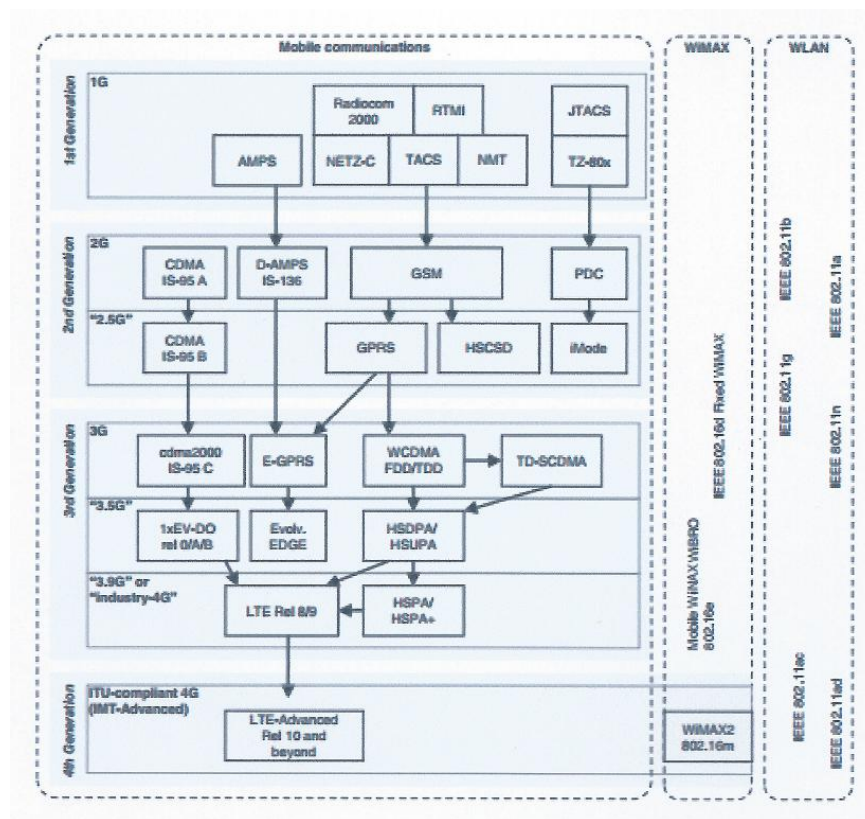 Mobile communications
WiMAX
WLAN
1st Generation
1G
Radiocom
2000
RTMI
JTACS
AMPS
NETZ-C
TACS
NMT
TZ-80x
2nd Generation
2G
CDMA
IS-95 A
D-AMPS
IS-136
GSM
PDC
"2.5G"
CDMA
IS-95 B
GPRS
HSCSD
iMode
3rd Generation
3G
cdma2000
IS-95 C
E-GPRS
WCDMA
FDD/TDD
TD-SCDMA
"3.5G"
1xEV-DO
rel 0/A/B
Evolv.
EDGE
HSDPA/
HSUPA
"3.9G" or
"industry-4G"
LTE Rel 8/9
HSPA/
HSPA+
4th Generation
ITU-compliant 4G
(IMT-Advanced)
LTE-Advanced
Rel 10 and
beyond
IEEE802.16d Fixed WiMAX
Mobile WiNAX WiBRO
802.16e
WiMAX2
802.16m
IEEE 802.11b
IEEE 802.11a
IEEE 802.11g
IEEE 802.11n
IEEE 802.11ac
IEEE 802.11ad